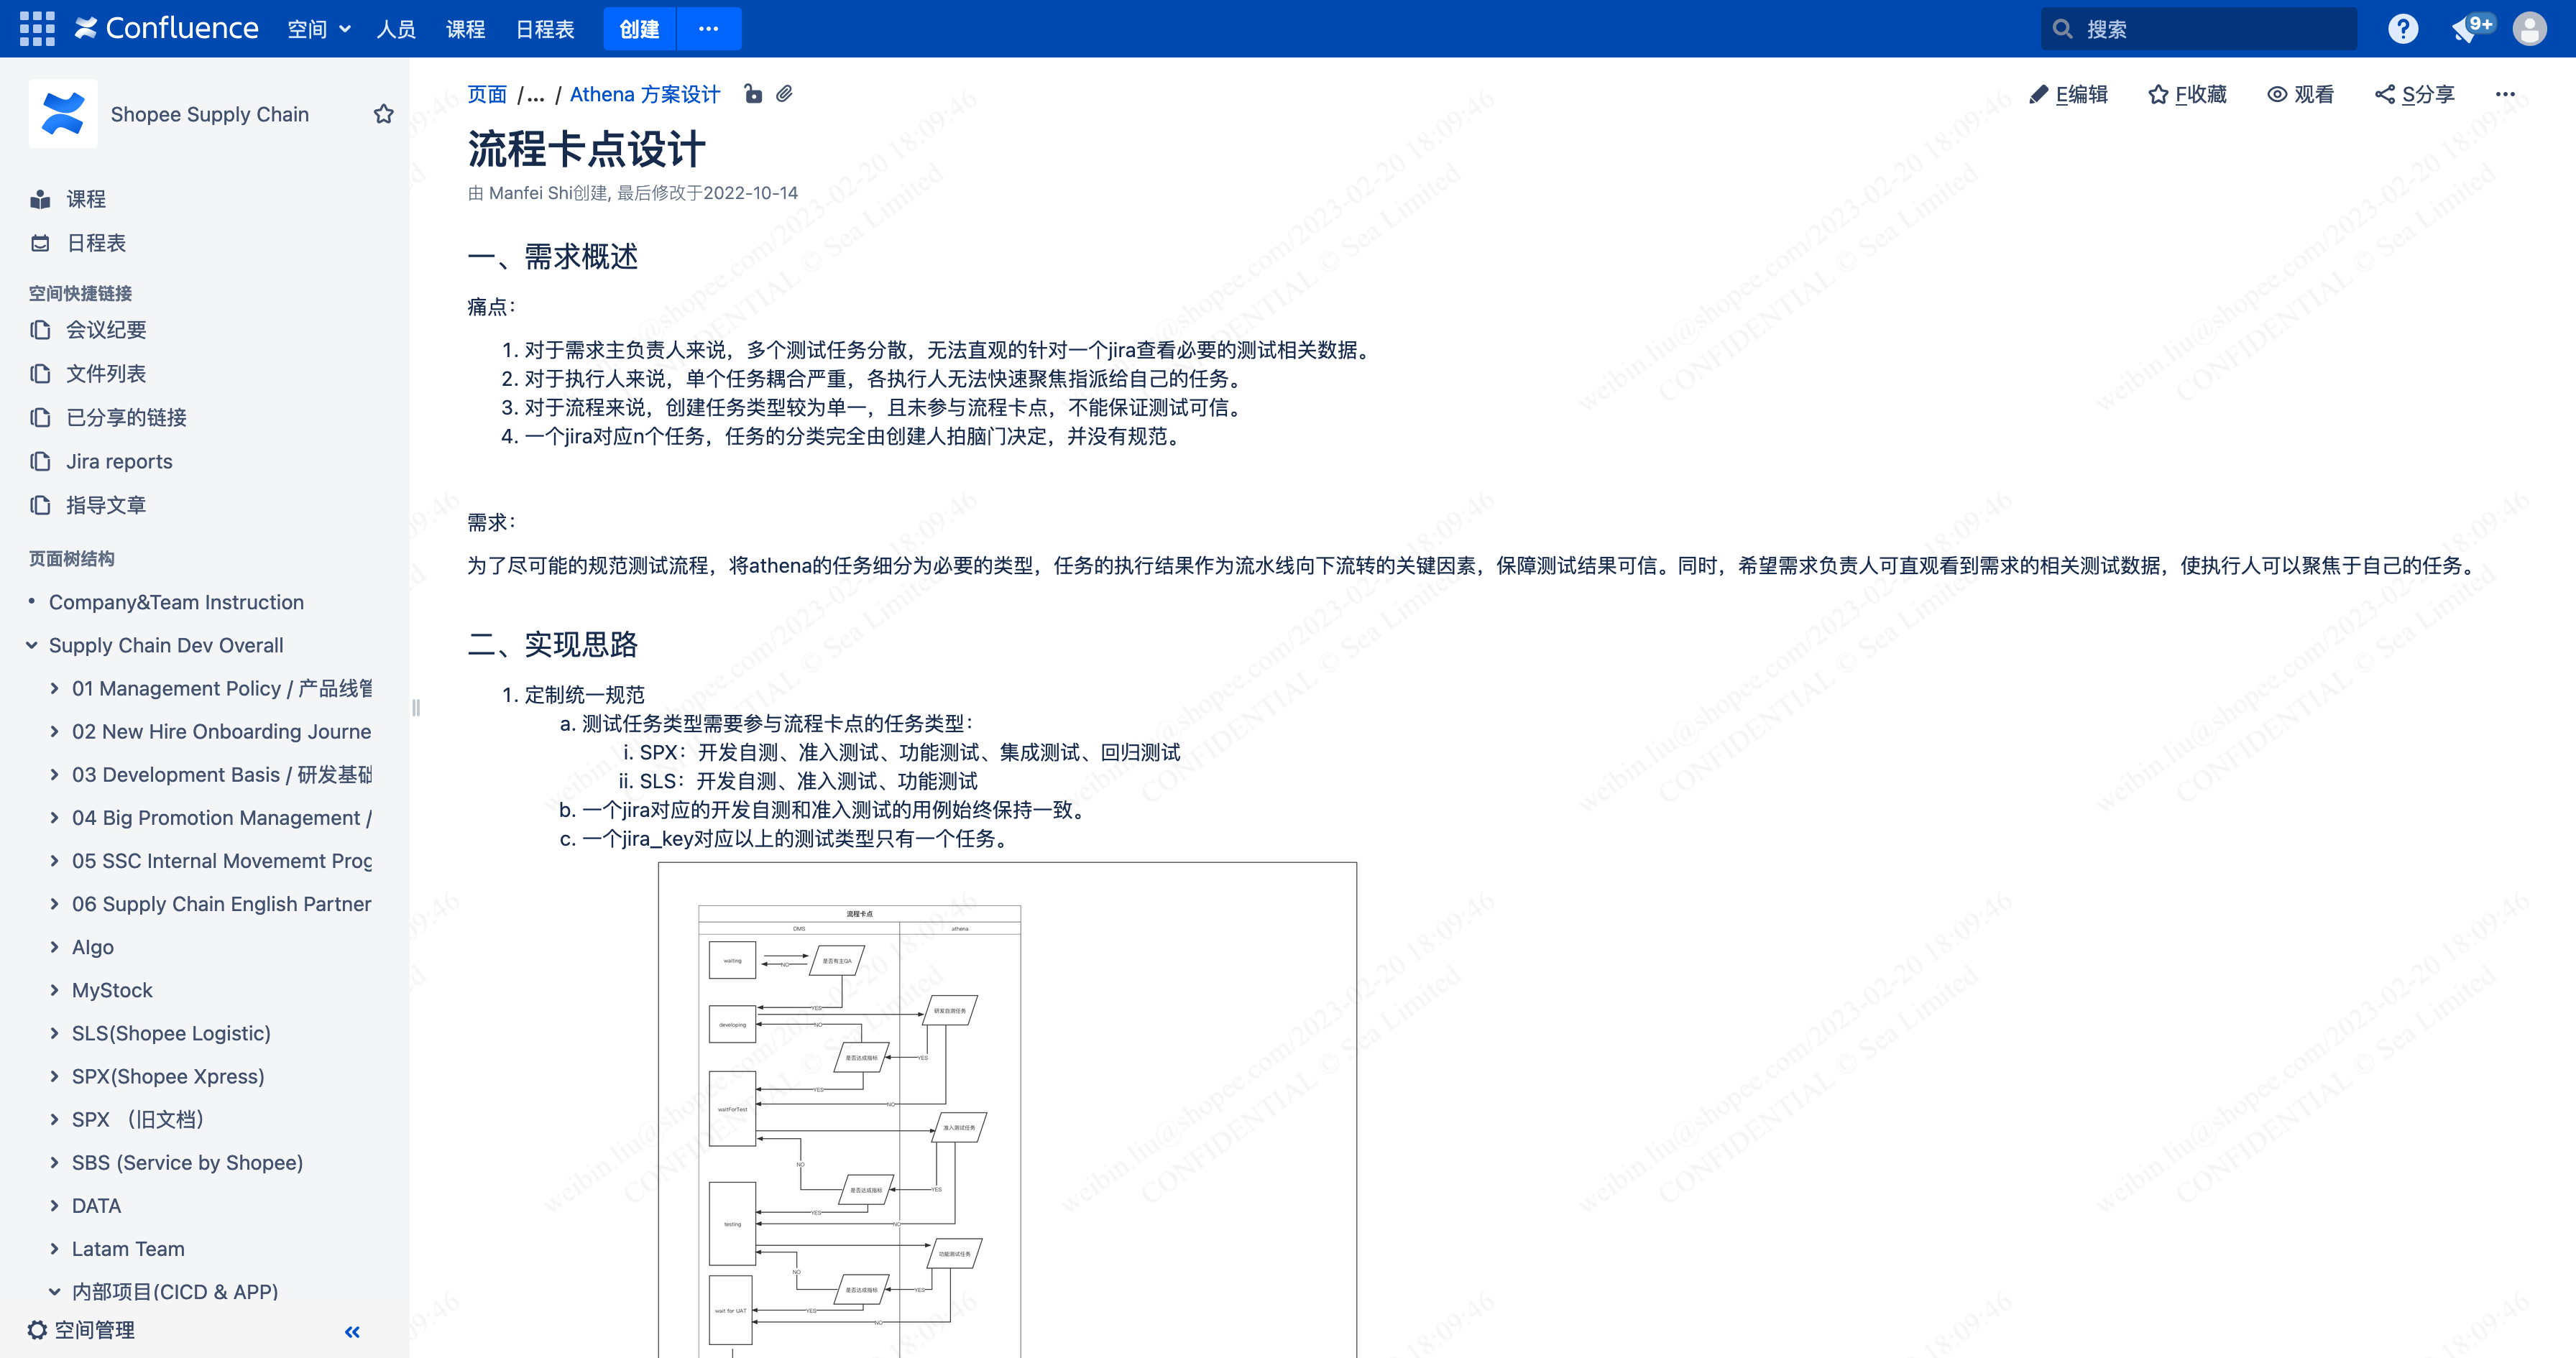 Confluence 空间 人员 课程 日程表 创建 ··· 搜索 ? 9+
Shopee Supply Chain
课程
日程表
空间快捷链接
会议纪要
文件列表
已分享的链接
Jira reports
指导文章
页面树结构
Company&Team Instruction
Supply Chain Dev Overall
01 Management Policy / 产品线管
02 New Hire Onboarding Journe
03 Development Basis / 研发基础
04 Big Promotion Management /
05 SSC Internal Movememt Prog
06 Supply Chain English Partner
Algo
MyStock
SLS(Shopee Logistic)
SPX(Shopee Xpress)
SPX （旧文档）
SBS (Service by Shopee)
DATA
Latam Team
内部项目(CICD & APP)
空间管理
页面 /... / Athena 方案设计
E编辑 F收藏 观看 S分享 ···
流程卡点设计
由 Manfei Shi创建, 最后修改于2022-10-14
一、需求概述
痛点：
1. 对于需求主负责人来说，多个测试任务分散，无法直观的针对一个jira查看必要的测试相关数据。
2. 对于执行人来说，单个任务耦合严重，各执行人无法快速聚焦指派给自己的任务。
3. 对于流程来说，创建任务类型较为单一，且未参与流程卡点，不能保证测试可信。
4. 一个jira对应n个任务，任务的分类完全由创建人拍脑门决定，并没有规范。
需求：
为了尽可能的规范测试流程，将athena的任务细分为必要的类型，任务的执行结果作为流水线向下流转的关键因素，保障测试结果可信。同时，希望需求负责人可直观看到需求的相关测试数据，使执行人可以聚焦于自己的任务。
二、实现思路
1. 定制统一规范
a. 测试任务类型需要参与流程卡点的任务类型：
i. SPX：开发自测、准入测试、功能测试、集成测试、回归测试
ii. SLS：开发自测、准入测试、功能测试
b. 一个jira对应的开发自测和准入测试的用例始终保持一致。
c. 一个jira_key对应以上的测试类型只有一个任务。
流程卡点
DMS athena
waiting NO 是否有主QA
YES
developing NO 研发自测任务
是否达成指标 YES
YES
waitForTest NO
准入测试任务
NO
是否达成指标 YES
YES
testing NO
功能测试任务
NO
是否达成指标 YES
YES
wait for UAT
NO
weibin.liu@shopee.com/2023-02-20 18:09:46
CONFIDENTIAL © Sea Limited